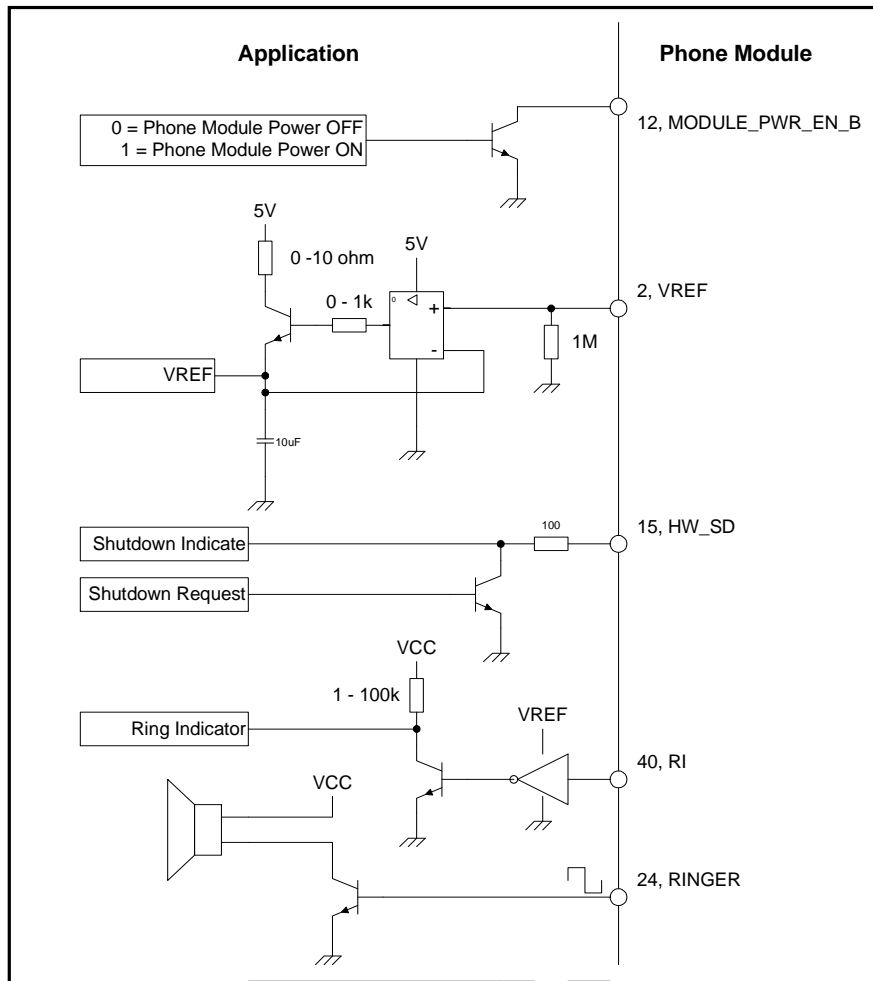 Application
Phone Module
0 = Phone Module Power OFF
1 = Phone Module Power ON
12, MODULE_PWR_EN_B
5V
0 -10 ohm
5V
0 - 1k
0
+
-
2, VREF
1M
VREF
10uF
15, HW_SD
100
Shutdown Indicate
Shutdown Request
VCC
1 - 100k
VREF
Ring Indicator
40, RI
VCC
24, RINGER